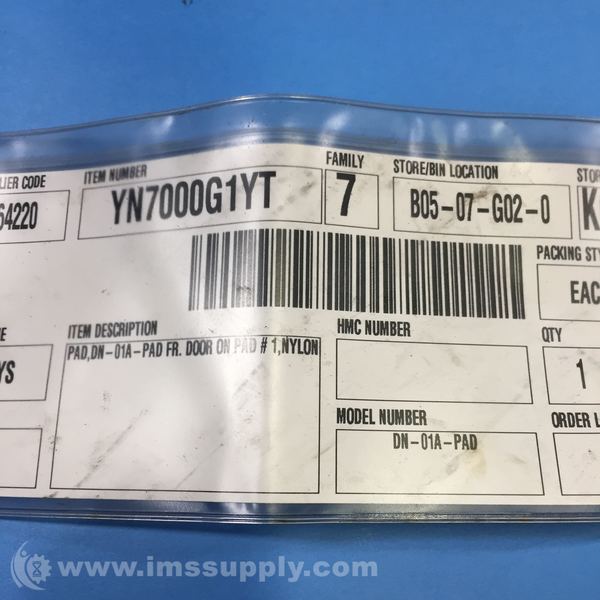 LIER CODE ITEM NUMBER FAMILY STORE/BIN LOCATION STOR
64220 YN7000G1YT 7 B05-07-G02-0 K
PACKING STY
EAC
E ITEM DESCRIPTION HMC NUMBER QTY
YS PAD,DN-01A-PAD FR. DOOR ON PAD # 1,NYLON 1
MODEL NUMBER ORDER L
DN-01A-PAD
www.imssupply.com